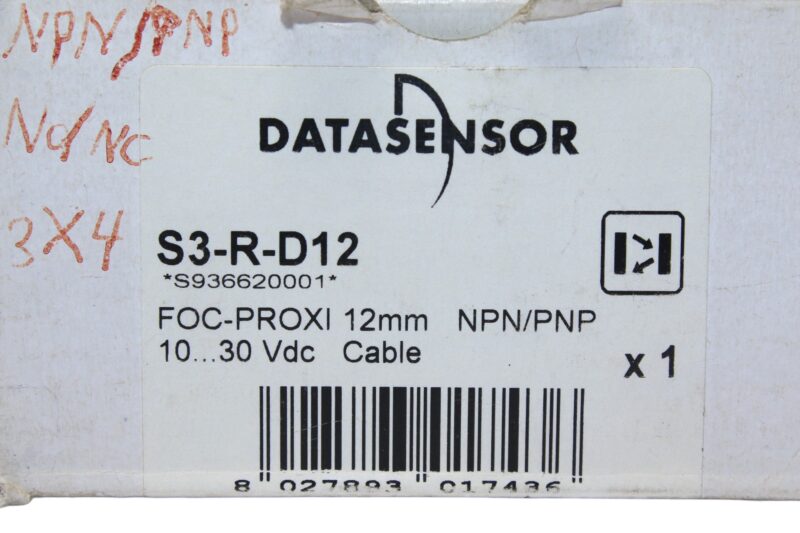 NPN/PNP
NO/NC
3X4
DATASENSOR
S3-R-D12
*S936620001*
FOC-PROXI 12mm NPN/PNP
10...30 Vdc Cable
x 1
8 027893 017436